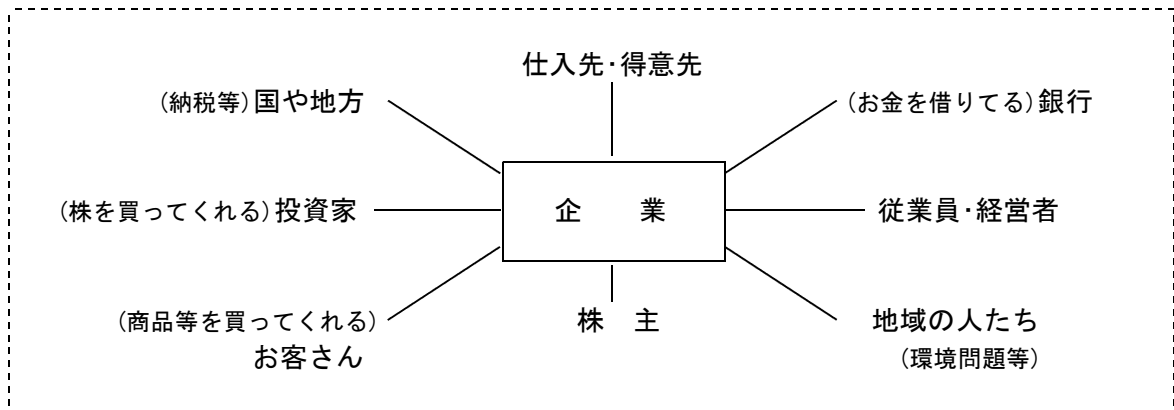 仕入先・得意先
(納税等)国や地方
(お金を借りてる)銀行
(株を買ってくれる)投資家
企　業
従業員・経営者
(商品等を買ってくれる)
お客さん
株　主
地域の人たち
(環境問題等)